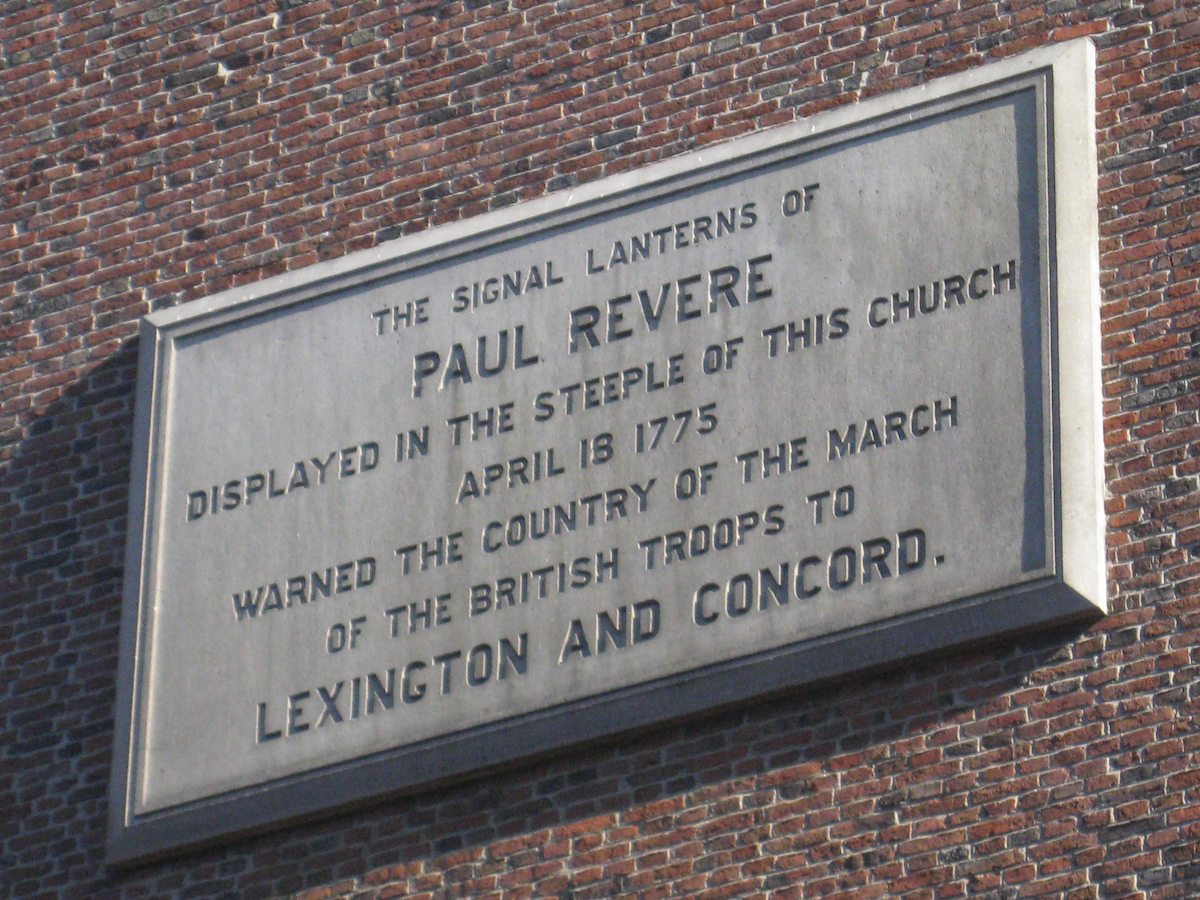 THE SIGNAL LANTERNS OF
PAUL REVERE
DISPLAYED IN THE STEEPLE OF THIS CHURCH
APRIL 18 1775
WARNED THE COUNTRY OF THE MARCH
OF THE BRITISH TROOPS TO
LEXINGTON AND CONCORD.